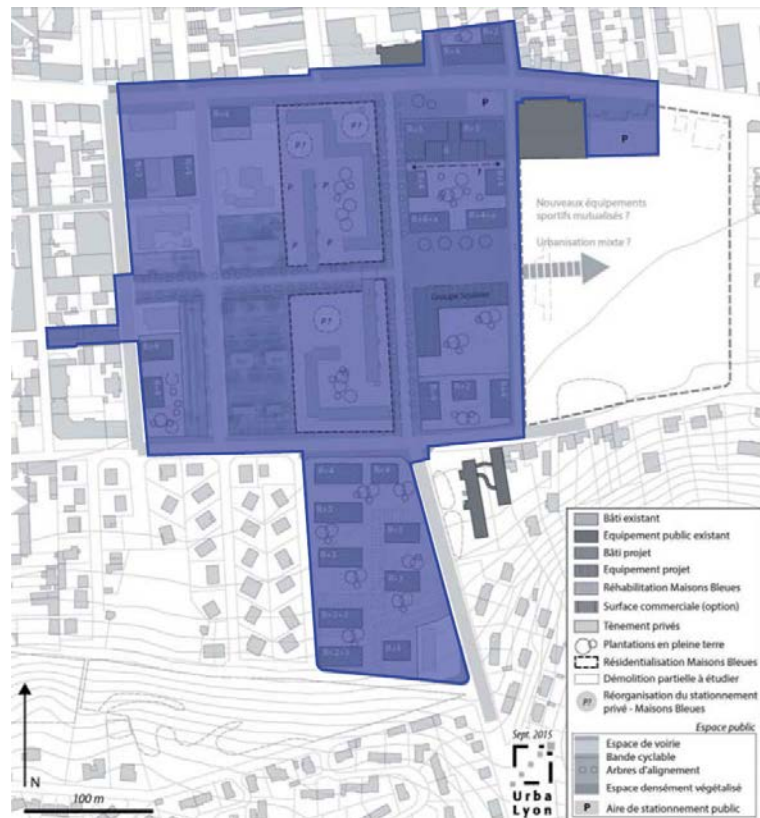 P
P
P?
P?
P
P
P
P
P?
Nouveaux équipements
sportifs mutualisés ?
Urbanisation mixte ?
Groupe scolaire
Bâti existant
Equipement public existant
Bâti projet
Equipement projet
Réhabilitation Maisons Bleues
Surface commerciale (option)
Tènement privés
Plantations en pleine terre
Résidentialisation Maisons Bleues
Démolition partielle à étudier
P?
Réorganisation du stationnement
privé - Maisons Bleues
Espace public
Espace de voirie
Bande cyclable
Arbres d'alignement
Espace densément végétalisé
P
Aire de stationnement public
Sept. 2015
Urba
Lyon
N
100 m